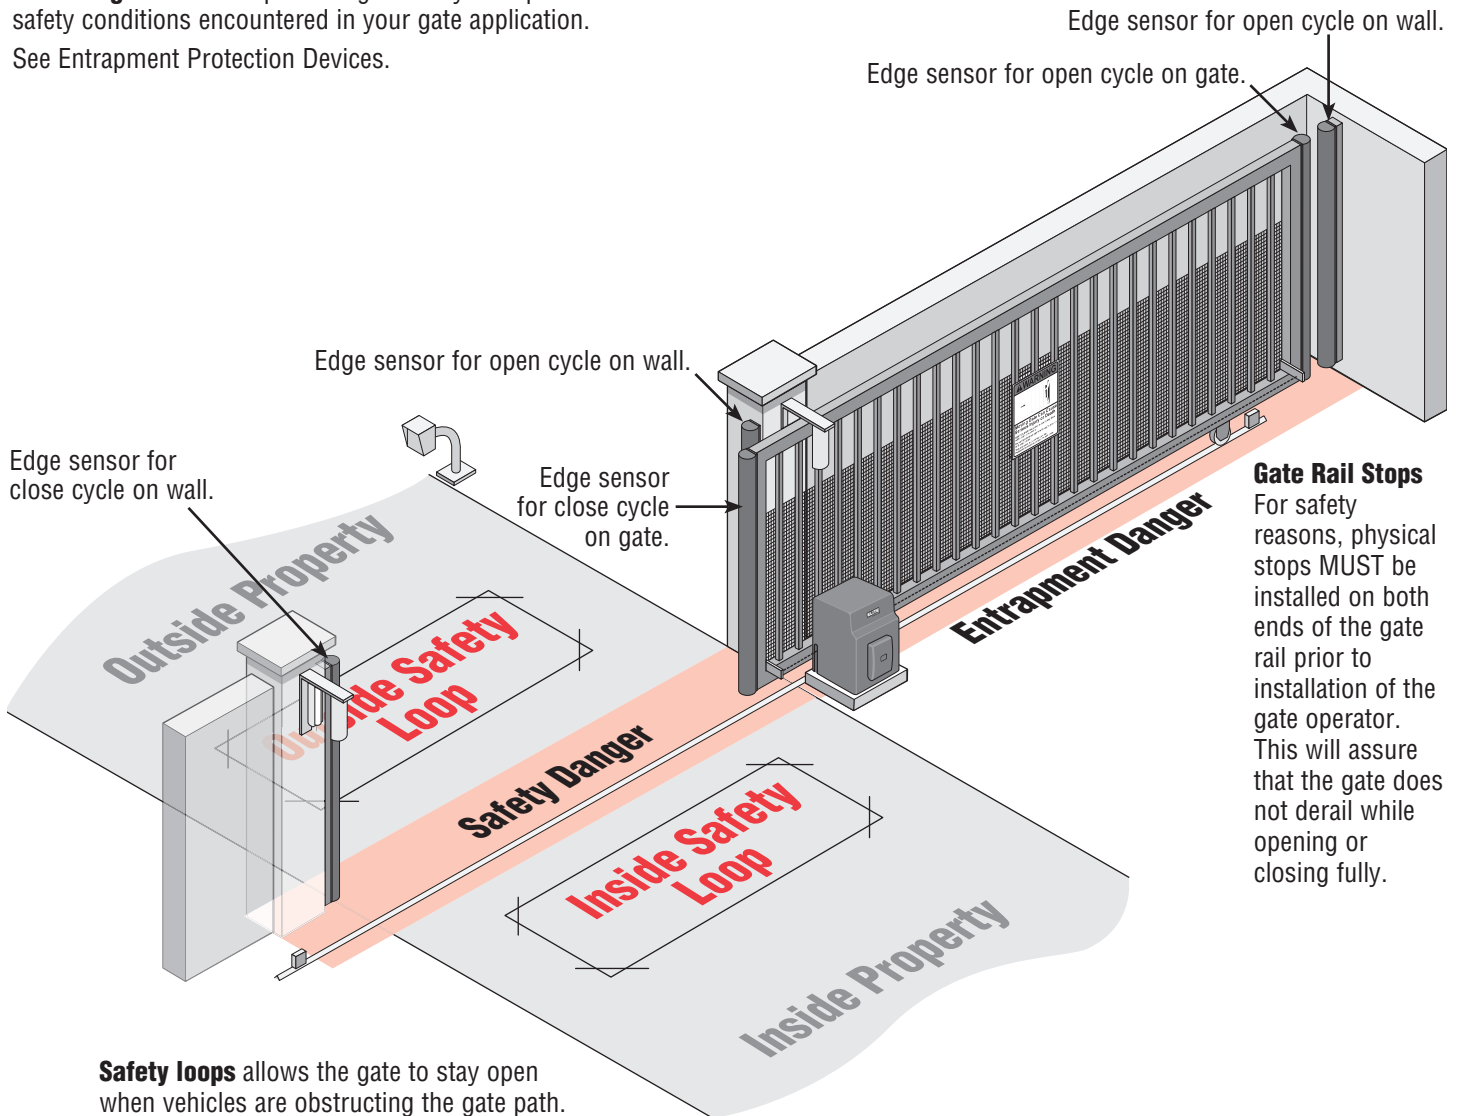 safety conditions encountered in your gate application.
See Entrapment Protection Devices.
Edge sensor for open cycle on wall.
Edge sensor for open cycle on gate.
Edge sensor for open cycle on wall.
Edge sensor for
close cycle on wall.
Edge sensor
for close cycle
on gate.
WARNING
Outside Property
Outside Safety
Loop
Safety Danger
Entrapment Danger
Inside Safety
Loop
Inside Property
Gate Rail Stops
For safety
reasons, physical
stops MUST be
installed on both
ends of the gate
rail prior to
installation of the
gate operator.
This will assure
that the gate does
not derail while
opening or
closing fully.
Safety loops allows the gate to stay open
when vehicles are obstructing the gate path.